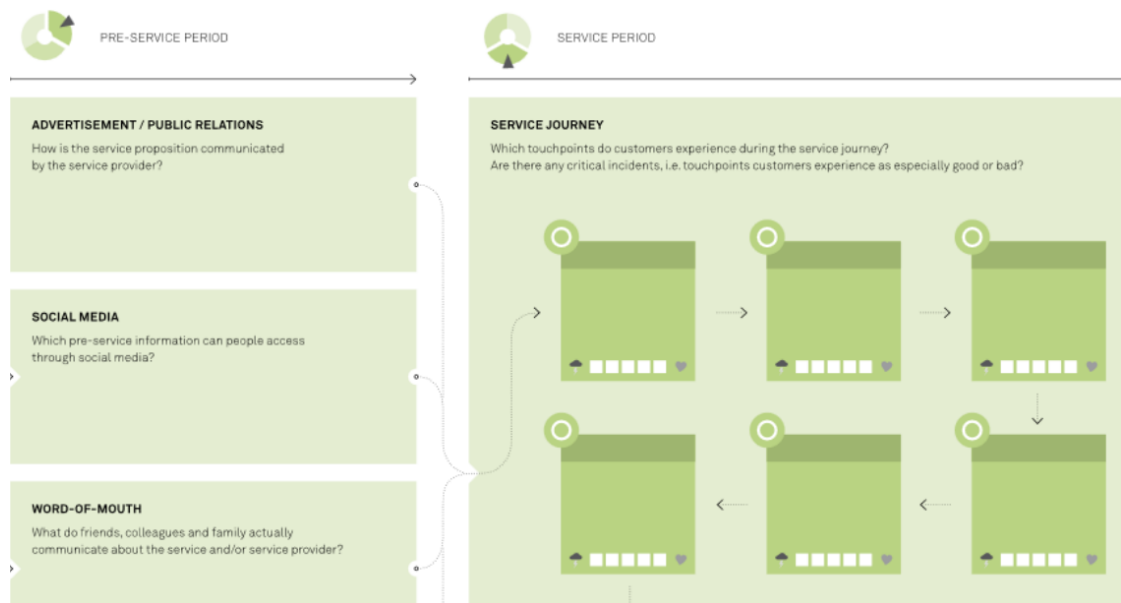 PRE-SERVICE PERIOD
ADVERTISEMENT / PUBLIC RELATIONS
How is the service proposition communicated
by the service provider?
SOCIAL MEDIA
Which pre-service information can people access
through social media?
WORD-OF-MOUTH
What do friends, colleagues and family actually
communicate about the service and/or service provider?
SERVICE PERIOD
SERVICE JOURNEY
Which touchpoints do customers experience during the service journey?
Are there any critical incidents, i.e. touchpoints customers experience as especially good or bad?